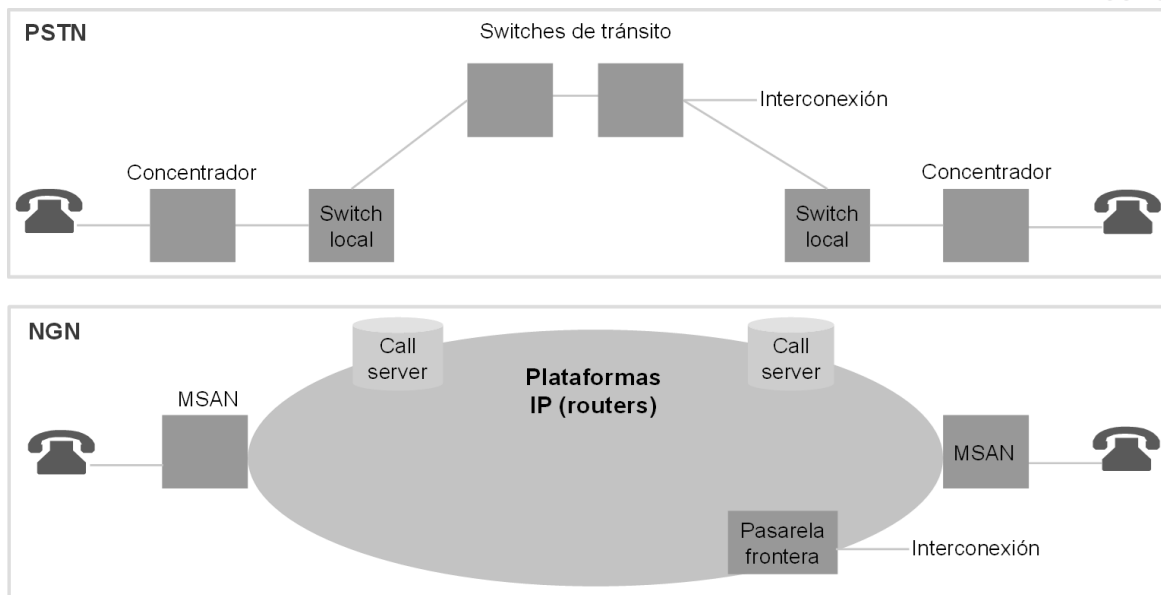 PSTN
Switches de tránsito
Interconexión
Concentrador
Concentrador
Switch
local
Switch
local
NGN
Call
server
Call
server
Plataformas
IP (routers)
MSAN
MSAN
Pasarela
frontera
Interconexión